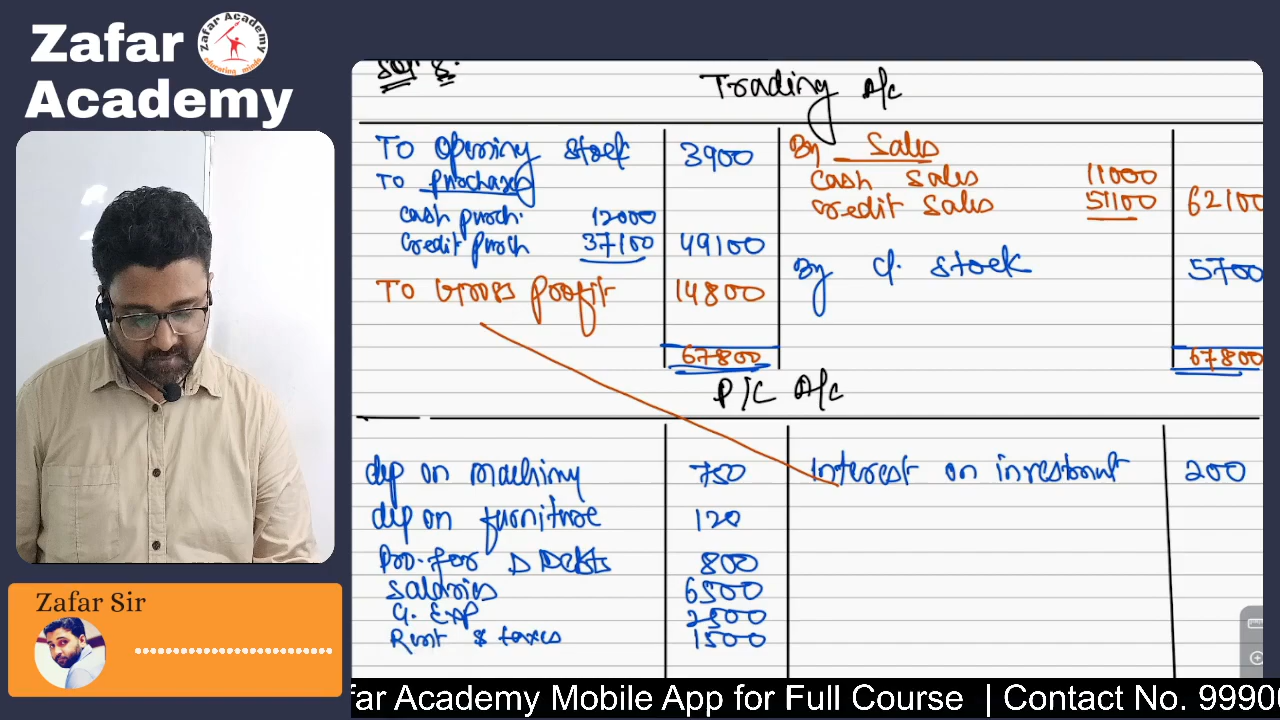 Zafar
Academy
Zafar Academy
educating minds
Zafar Sir
Trading A/c
To Opening stock 3900 By Sales
To purchases cash sales 11000
cash purch. 12000 credit sales 51100 62100
credit purch 37100 49100 By cl. stock 5700
To Gross profit 14800
67800 67800
P/L A/c
dep on machiny 750 Interest on investment 200
dep on furniture 120
Pro. for D Debts 800
Salaries 6500
G. Exp 2500
Rent & taxes 1500
far Academy Mobile App for Full Course | Contact No. 9990